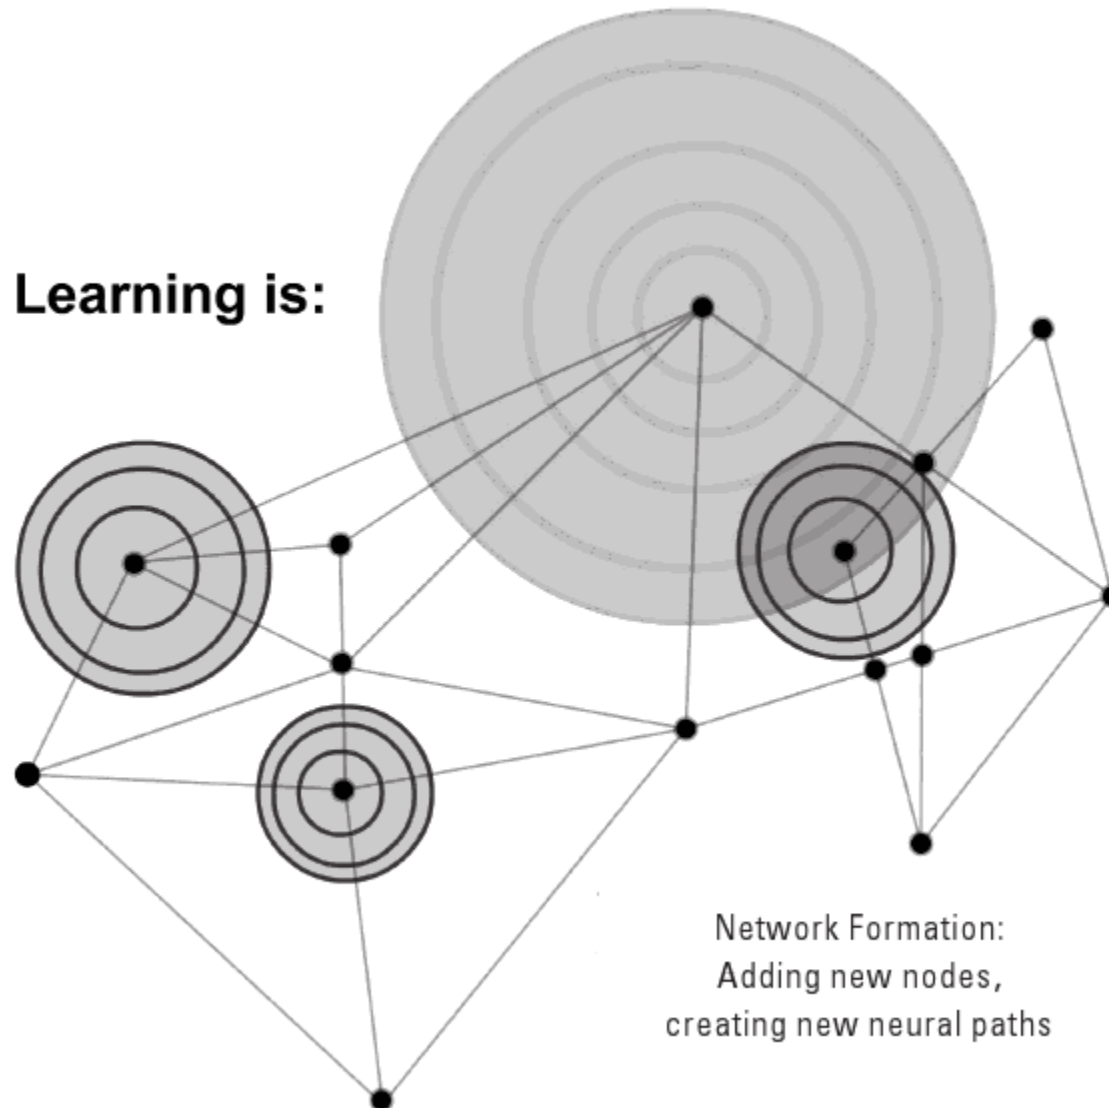 Learning is:
Network Formation:
Adding new nodes,
creating new neural paths